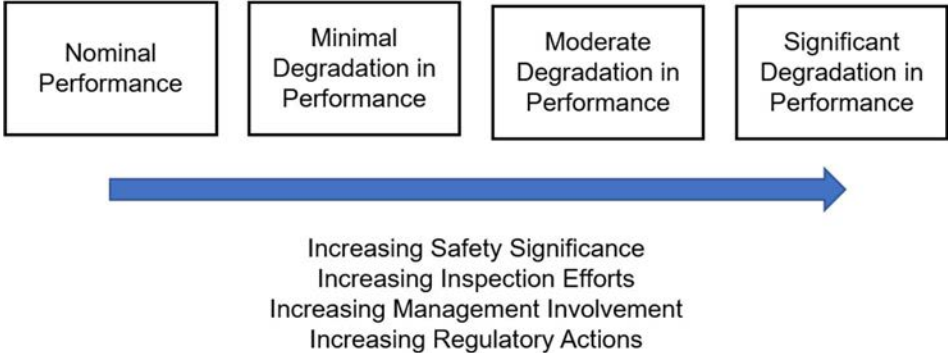 Nominal
Performance
Minimal
Degradation in
Performance
Moderate
Degradation in
Performance
Significant
Degradation in
Performance
Increasing Safety Significance
Increasing Inspection Efforts
Increasing Management Involvement
Increasing Regulatory Actions